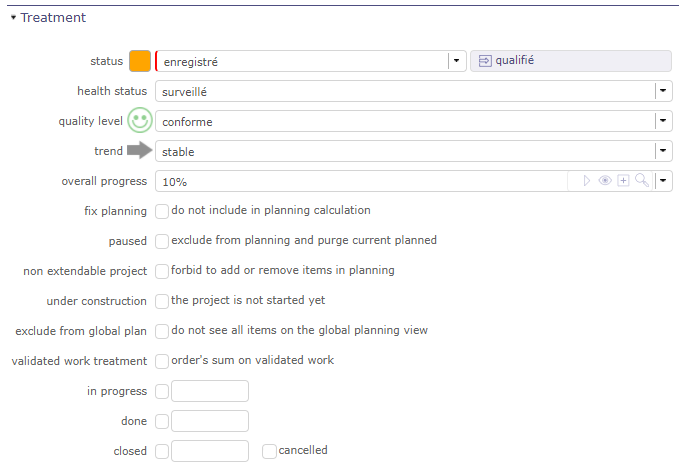 Treatment
status enregistré qualifié
health status surveillé
quality level conforme
trend stable
overall progress 10%
fix planning do not include in planning calculation
paused exclude from planning and purge current planned
non extendable project forbid to add or remove items in planning
under construction the project is not started yet
exclude from global plan do not see all items on the global planning view
validated work treatment order's sum on validated work
in progress
done
closed cancelled